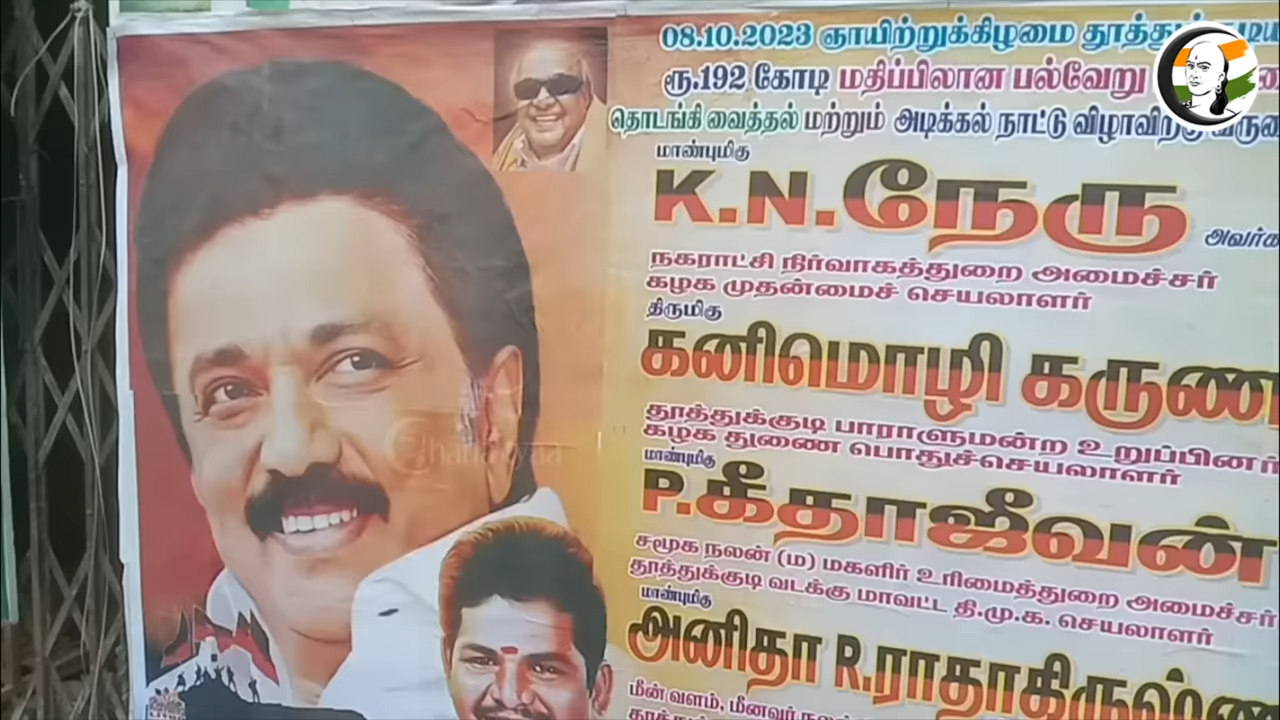 08.10.2023 ஞாயிற்றுக்கிழமை
ரூ.192 கோடி மதிப்பிலான பல்வேறு
தொடங்கி வைத்தல் மற்றும் அடிக்கல் நாட்டு விழாவிற்கு
மாண்புமிகு
K.N.நேரு
நகராட்சி நிர்வாகத்துறை அமைச்சர்
கழக முதன்மைச் செயலாளர்
திருமிகு
கனிமொழி
தூத்துக்குடி பாராளுமன்ற உறுப்பினர்
கழக துணை பொதுச்செயலாளர்
மாண்புமிகு
P.கீதாஜீவன்
சமூக நலன் (ம) மகளிர் உரிமைத்துறை அமைச்சர்
தூத்துக்குடி வடக்கு மாவட்ட தி.மு.க. செயலாளர்
மாண்புமிகு
அனிதா R.ராதாகிருஷ்
மீன் வளம், மீனவர்
Chanakyaa